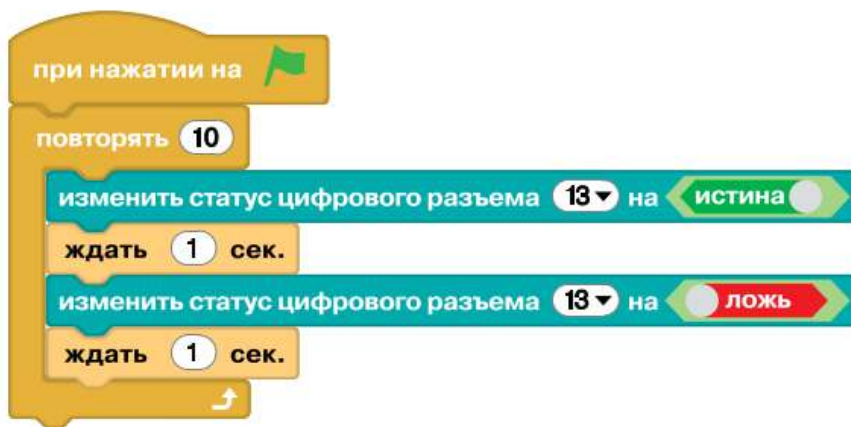 при нажатии на
повторять 10
изменить статус цифрового разъема 13 на истина
ждать 1 сек.
изменить статус цифрового разъема 13 на ложь
ждать 1 сек.